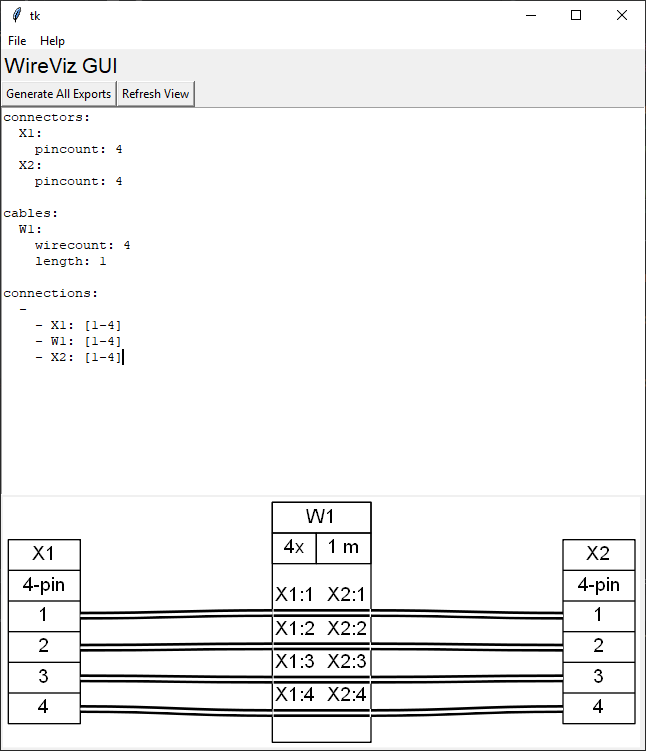 tk
File Help
WireViz GUI
Generate All Exports Refresh View
connectors:
  X1:
    pincount: 4
  X2:
    pincount: 4
cables:
  W1:
    wirecount: 4
    length: 1
connections:
  -
    - X1: [1-4]
    - W1: [1-4]
    - X2: [1-4]
W1
4x 1 m
X1 X2
4-pin 4-pin
X1:1 X2:1
1 1
X1:2 X2:2
2 2
X1:3 X2:3
3 3
X1:4 X2:4
4 4